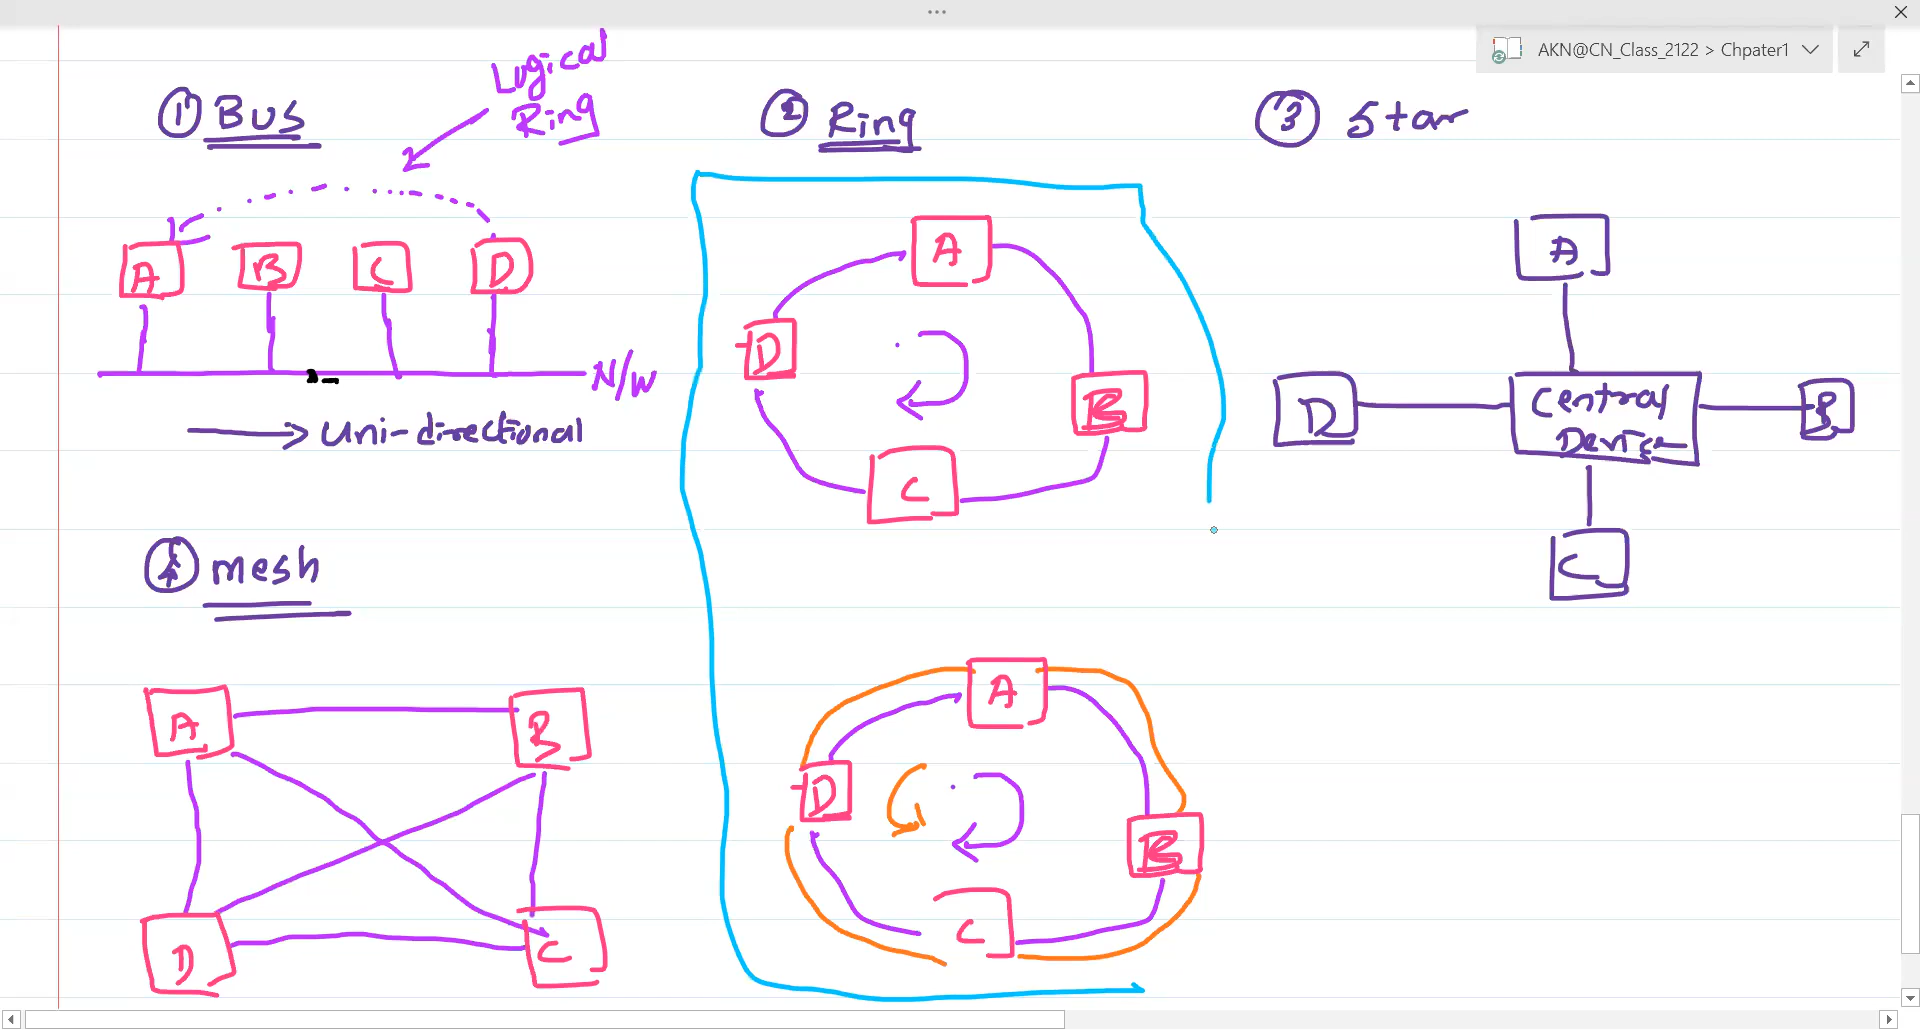 AKN@CN_Class_2122 > Chpater1
Logical
Ring
① Bus
② Ring
③ Star
A B C D
N/W
Uni-directional
A
D
B
C
A
D
Central
Device
B
C
④ mesh
A B
D C
A
D
B
C